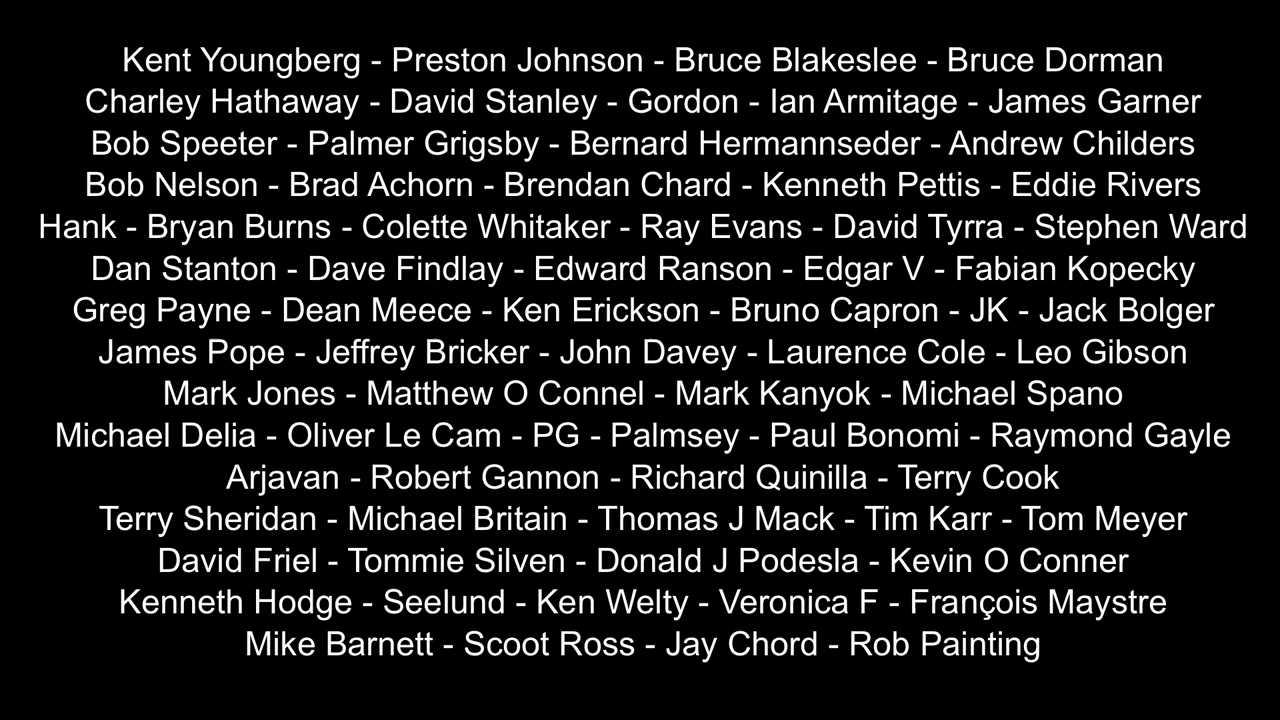 Kent Youngberg - Preston Johnson - Bruce Blakeslee - Bruce Dorman
Charley Hathaway - David Stanley - Gordon - Ian Armitage - James Garner
Bob Speeter - Palmer Grigsby - Bernard Hermannseder - Andrew Childers
Bob Nelson - Brad Achorn - Brendan Chard - Kenneth Pettis - Eddie Rivers
Hank - Bryan Burns - Colette Whitaker - Ray Evans - David Tyrra - Stephen Ward
Dan Stanton - Dave Findlay - Edward Ranson - Edgar V - Fabian Kopecky
Greg Payne - Dean Meece - Ken Erickson - Bruno Capron - JK - Jack Bolger
James Pope - Jeffrey Bricker - John Davey - Laurence Cole - Leo Gibson
Mark Jones - Matthew O Connel - Mark Kanyok - Michael Spano
Michael Delia - Oliver Le Cam - PG - Palmsey - Paul Bonomi - Raymond Gayle
Arjavan - Robert Gannon - Richard Quinilla - Terry Cook
Terry Sheridan - Michael Britain - Thomas J Mack - Tim Karr - Tom Meyer
David Friel - Tommie Silven - Donald J Podesla - Kevin O Conner
Kenneth Hodge - Seelund - Ken Welty - Veronica F - François Maystre
Mike Barnett - Scoot Ross - Jay Chord - Rob Painting